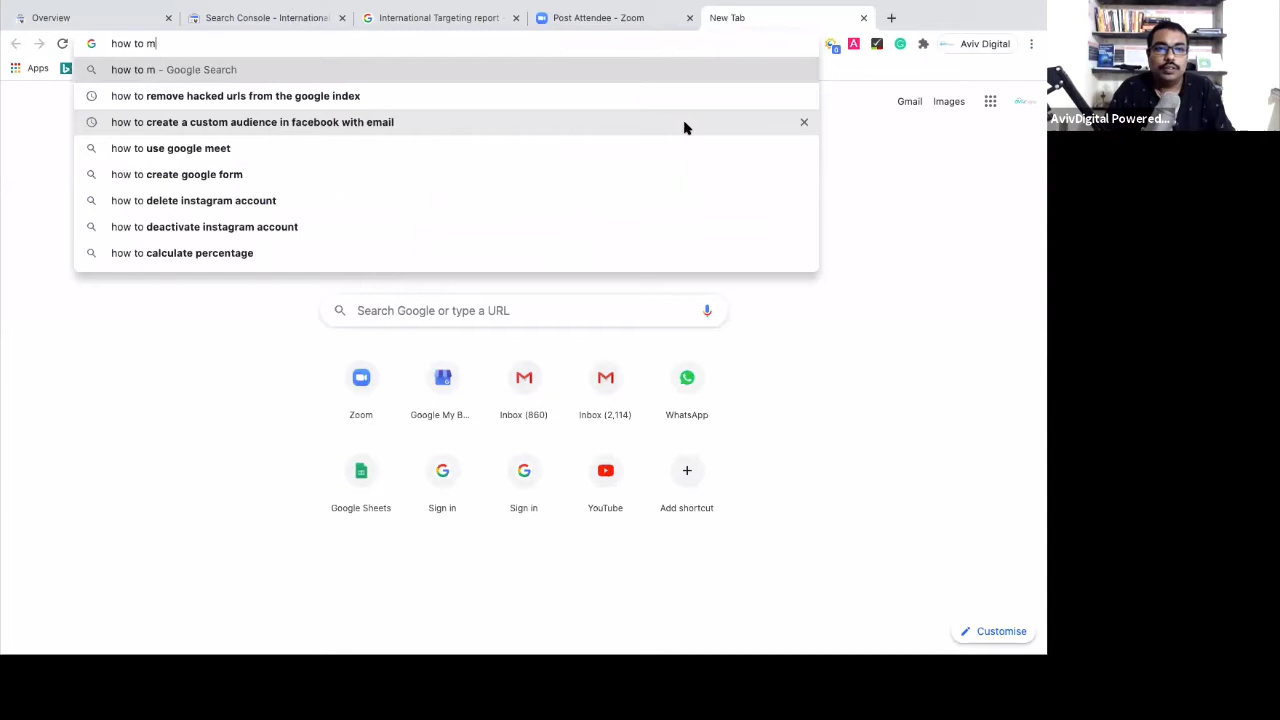 Overview
Search Console - International
International Targeting report -
Post Attendee - Zoom
New Tab
how to m
Aviv Digital
Apps
how to m - Google Search
how to remove hacked urls from the google index
how to create a custom audience in facebook with email
how to use google meet
how to create google form
how to delete instagram account
how to deactivate instagram account
how to calculate percentage
Gmail Images
AvivDigital Powered...
Search Google or type a URL
Zoom
Google My B...
Inbox (860)
Inbox (2,114)
WhatsApp
Google Sheets
Sign in
Sign in
YouTube
Add shortcut
Customise